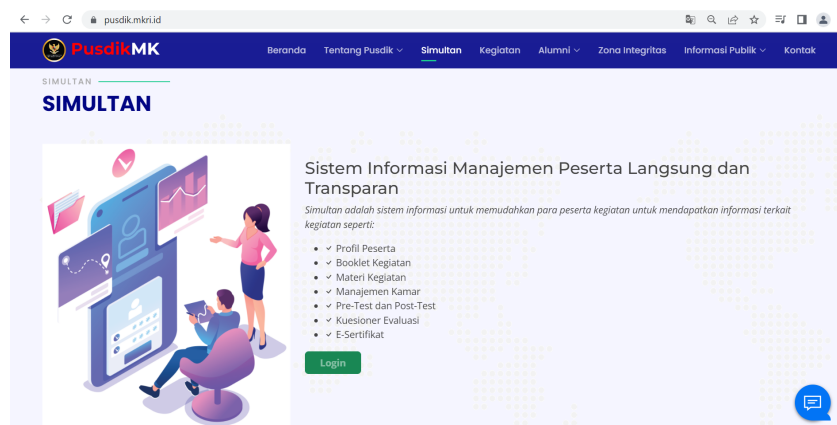 pusdik.mkri.id
PusdikMK
Beranda Tentang Pusdik Simultan Kegiatan Alumni Zona Integritas Informasi Publik Kontak
SIMULTAN
SIMULTAN
Sistem Informasi Manajemen Peserta Langsung dan
Transparan
Simultan adalah sistem informasi untuk memudahkan para peserta kegiatan untuk mendapatkan informasi terkait
kegiatan seperti:
Profil Peserta
Booklet Kegiatan
Materi Kegiatan
Manajemen Kamar
Pre-Test dan Post-Test
Kuesioner Evaluasi
E-Sertifikat
Login